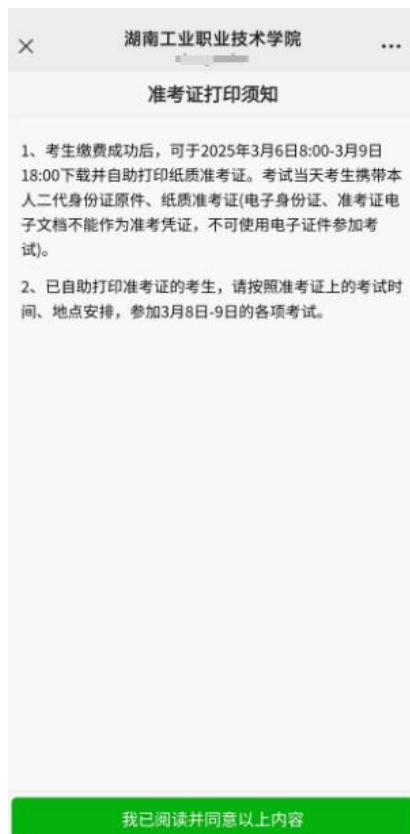 湖南工业职业技术学院
准考证打印须知
1、考生缴费成功后，可于2025年3月6日8:00-3月9日
18:00下载并自助打印纸质准考证。考试当天考生携带本
人二代身份证原件、纸质准考证(电子身份证、准考证电
子文档不能作为准考凭证，不可使用电子证件参加考
试)。
2、已自助打印准考证的考生，请按照准考证上的考试时
间、地点安排，参加3月8日-9日的各项考试。
我已阅读并同意以上内容